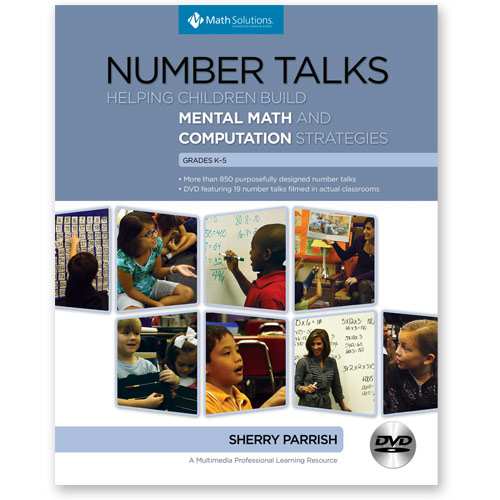 Math Solutions.
NUMBER TALKS
HELPING CHILDREN BUILD
MENTAL MATH AND
COMPUTATION STRATEGIES
GRADES K–5
• More than 850 purposefully designed number talks
• DVD featuring 19 number talks filmed in actual classrooms
SHERRY PARRISH
DVD
A Multimedia Professional Learning Resource